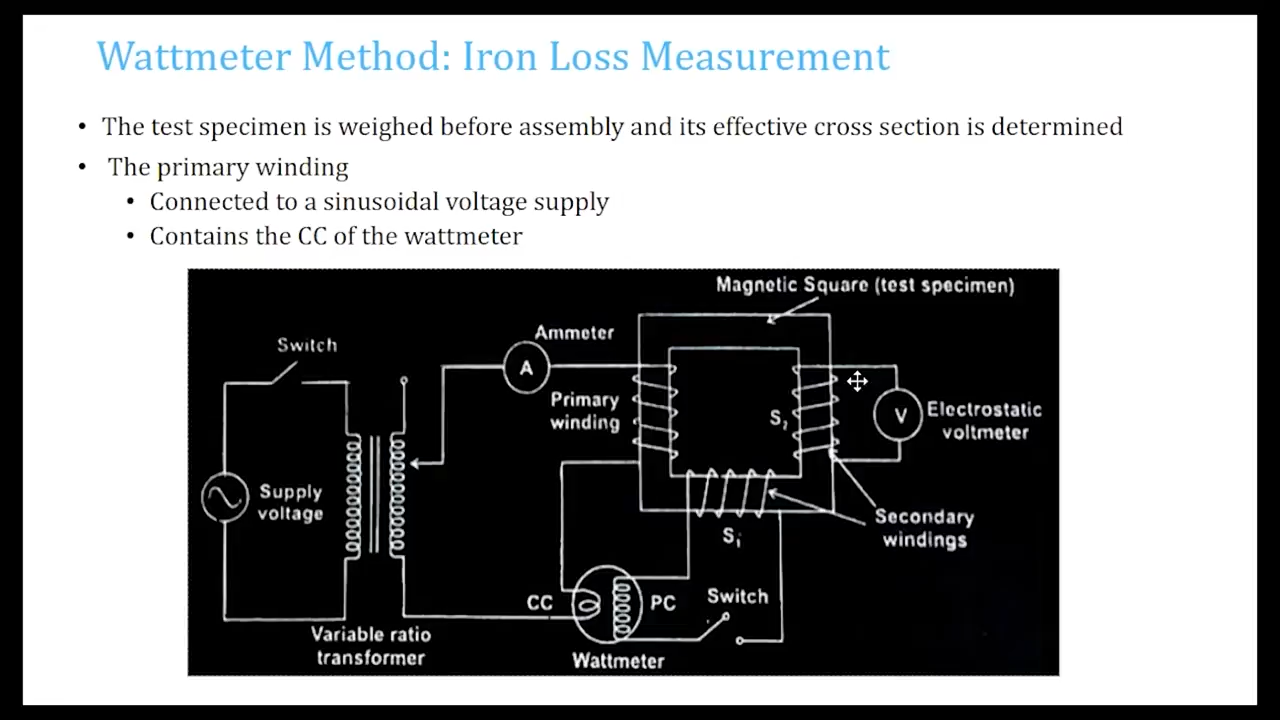 Wattmeter Method: Iron Loss Measurement
• The test specimen is weighed before assembly and its effective cross section is determined
• The primary winding
• Connected to a sinusoidal voltage supply
• Contains the CC of the wattmeter
Magnetic Square (test specimen)
Switch
Ammeter
A
Primary
winding
S₂
V
Electrostatic
voltmeter
Supply
voltage
Secondary
windings
S₁
CC
PC
Switch
Variable ratio
transformer
Wattmeter